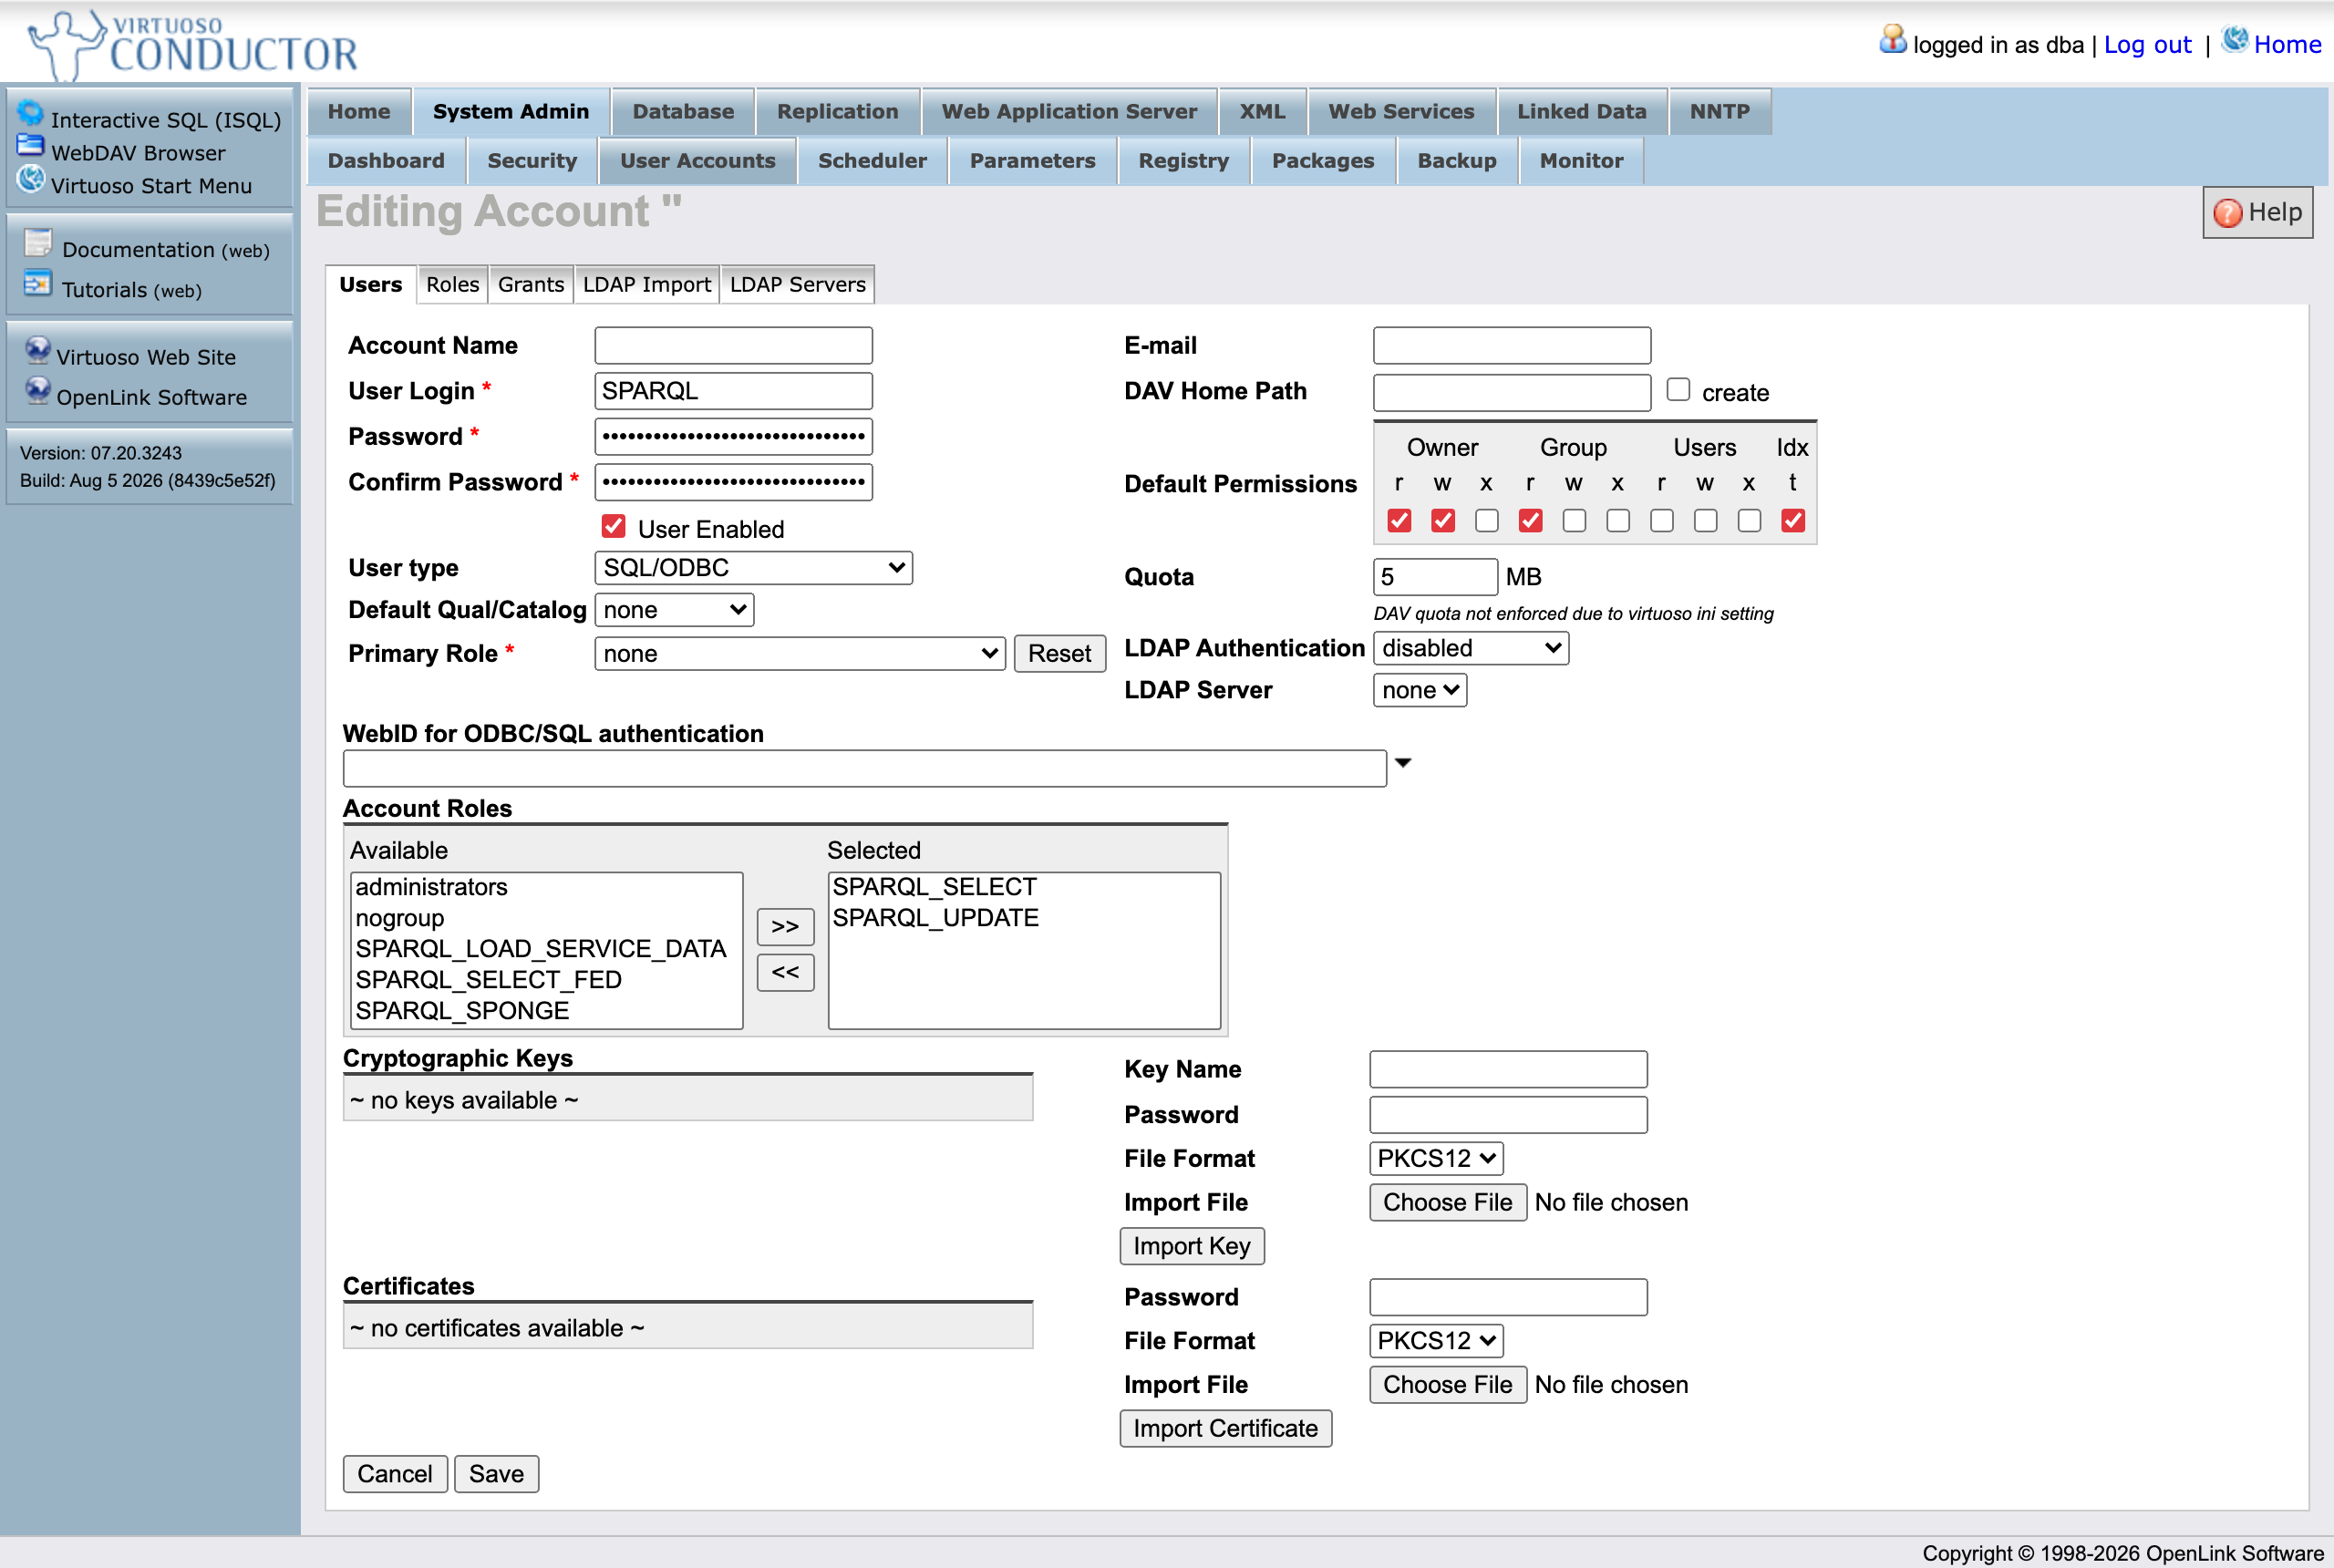 VIRTUOSO
CONDUCTOR
logged in as dba | Log out | Home
Interactive SQL (ISQL)
WebDAV Browser
Virtuoso Start Menu
Documentation (web)
Tutorials (web)
Virtuoso Web Site
OpenLink Software
Version: 07.20.3243
Build: Aug 5 2026 (8439c5e52f)
Home System Admin Database Replication Web Application Server XML Web Services Linked Data NNTP
Dashboard Security User Accounts Scheduler Parameters Registry Packages Backup Monitor
Editing Account ''
Help
Users Roles Grants LDAP Import LDAP Servers
Account Name
User Login * SPARQL
Password * •••••••••••••••••••••••••••••••
Confirm Password * •••••••••••••••••••••••••••••••
User Enabled
User type SQL/ODBC
Default Qual/Catalog none
Primary Role * none Reset
E-mail
DAV Home Path create
Owner Group Users Idx
Default Permissions r w x r w x r w x t
Quota 5 MB
DAV quota not enforced due to virtuoso ini setting
LDAP Authentication disabled
LDAP Server none
WebID for ODBC/SQL authentication
Account Roles
Available
administrators
nogroup
SPARQL_LOAD_SERVICE_DATA
SPARQL_SELECT_FED
SPARQL_SPONGE
>>
<<
Selected
SPARQL_SELECT
SPARQL_UPDATE
Cryptographic Keys
~ no keys available ~
Key Name
Password
File Format PKCS12
Import File Choose File No file chosen
Import Key
Certificates
~ no certificates available ~
Password
File Format PKCS12
Import File Choose File No file chosen
Import Certificate
Cancel Save
Copyright © 1998-2026 OpenLink Software